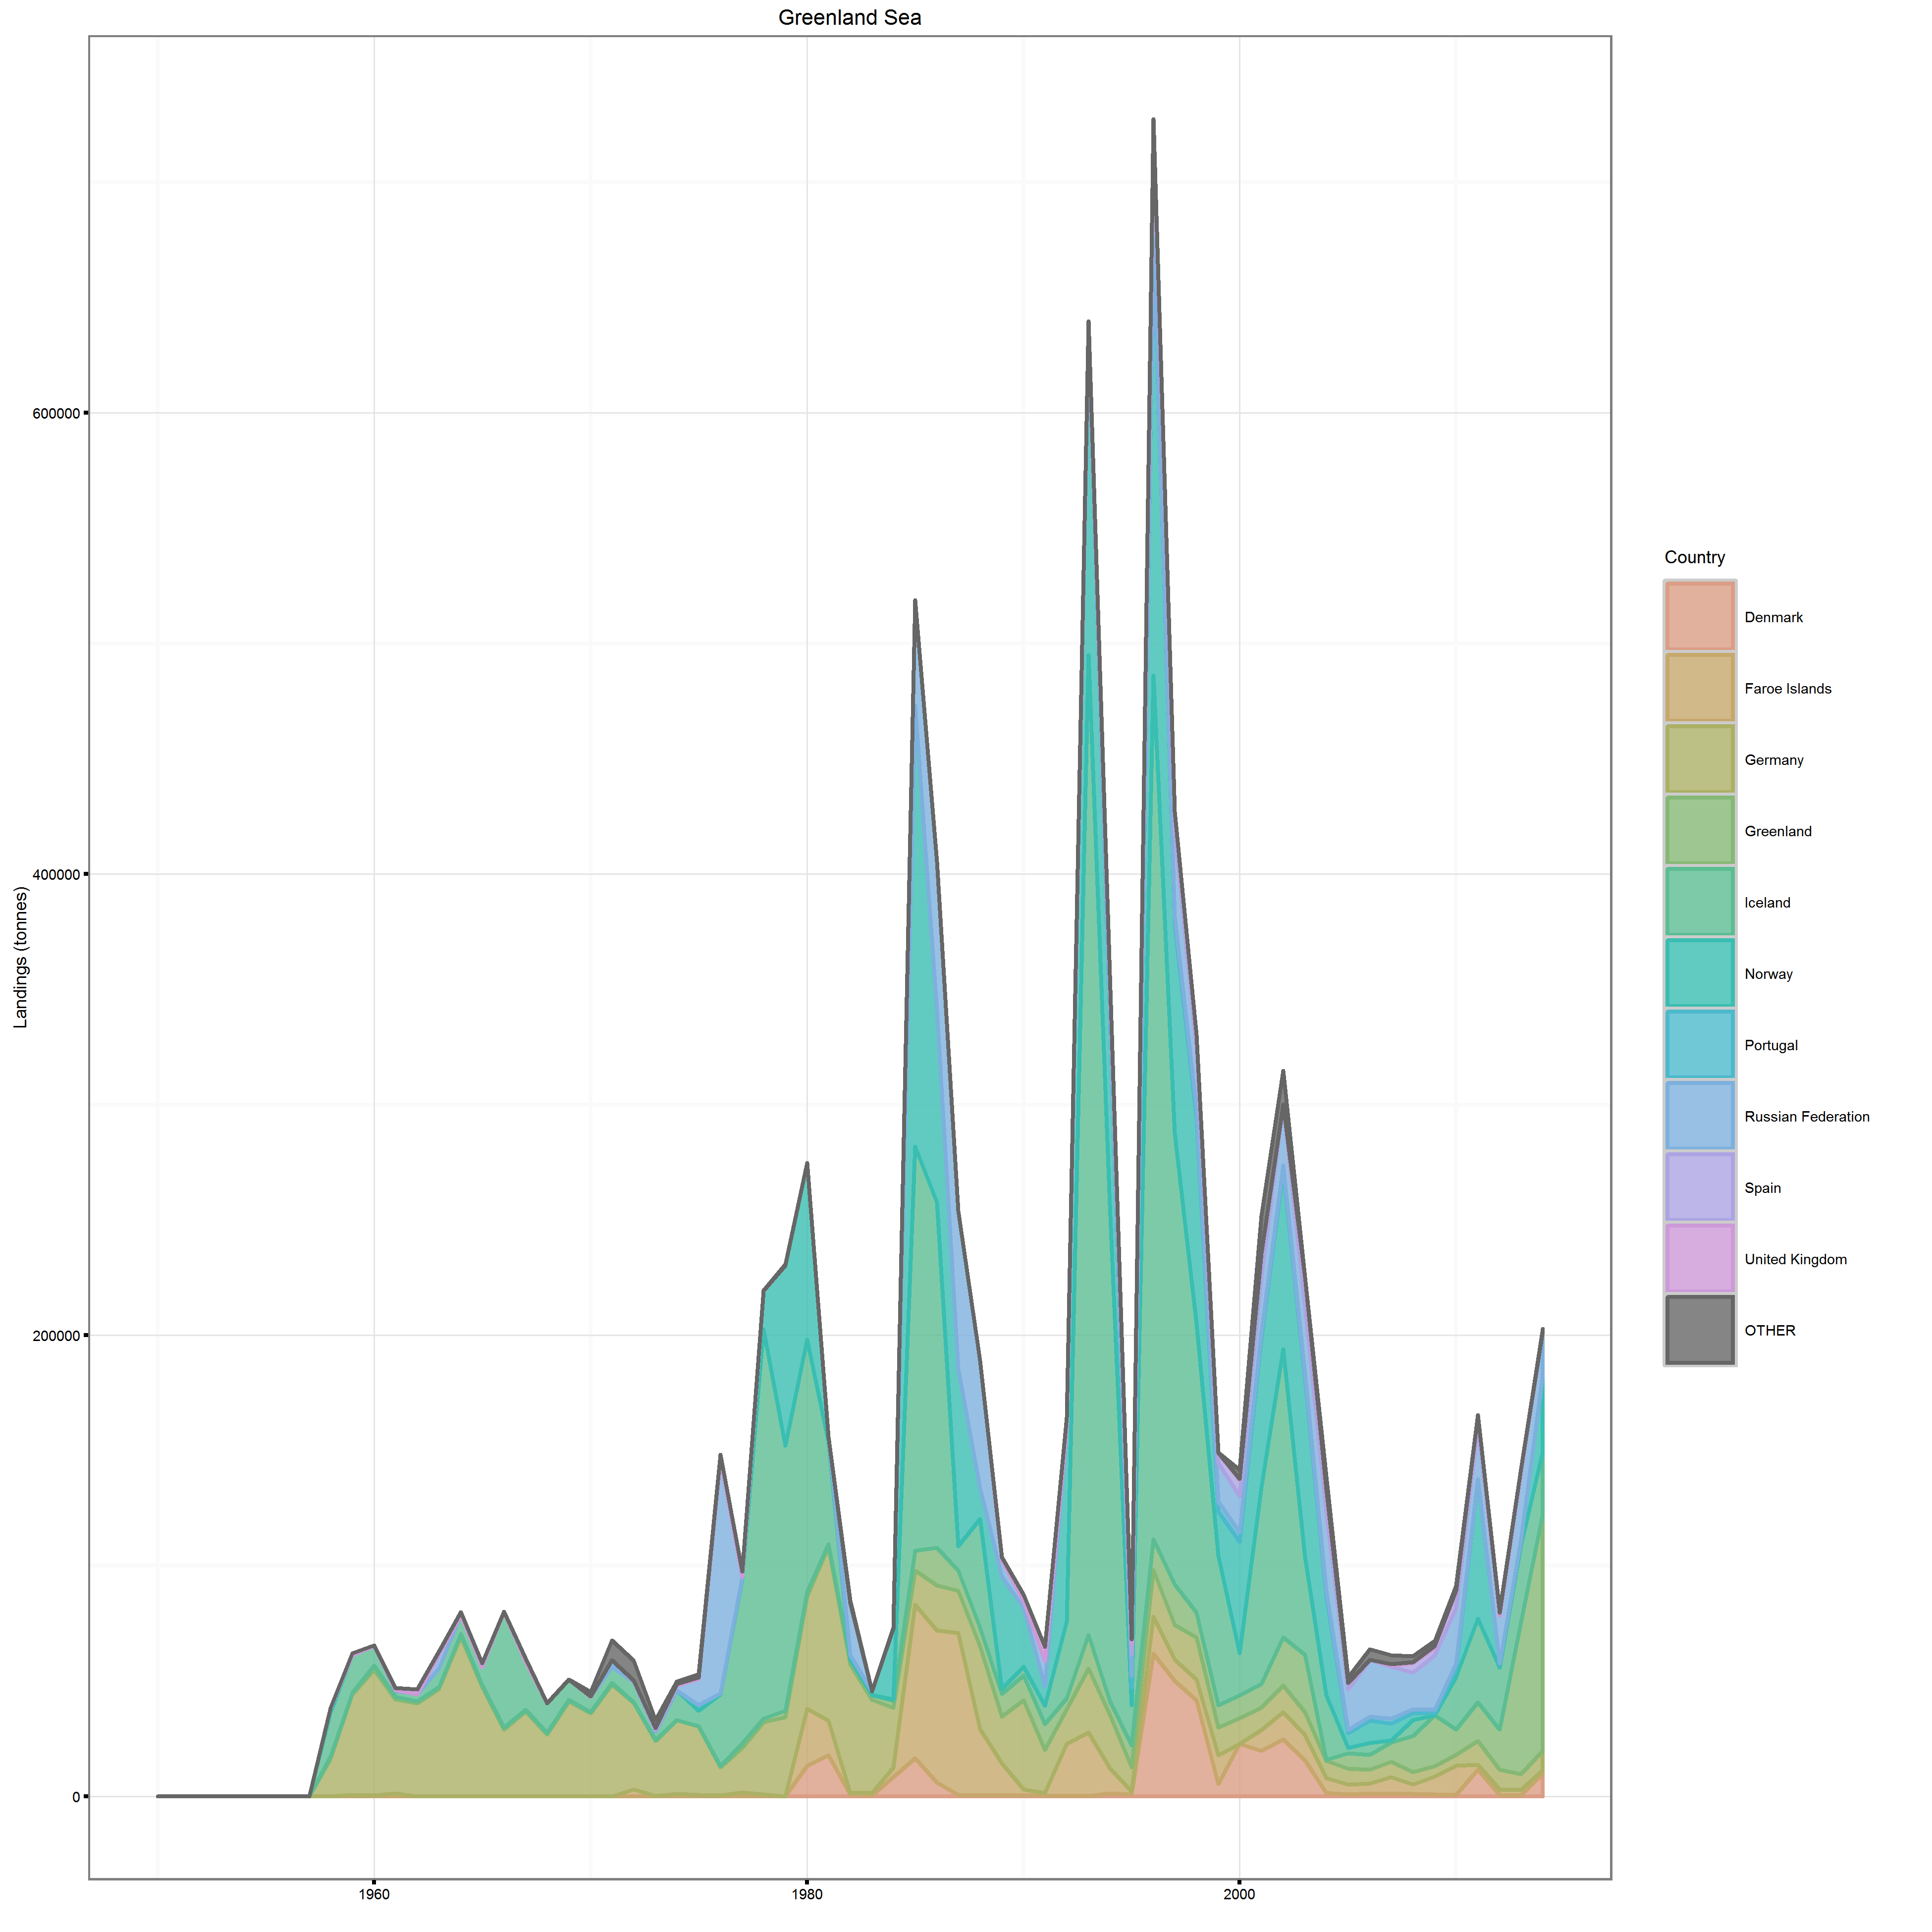 Greenland Sea
Landings (tonnes)
600000
400000
200000
0
1960
1980
2000
Country
Denmark
Faroe Islands
Germany
Greenland
Iceland
Norway
Portugal
Russian Federation
Spain
United Kingdom
OTHER